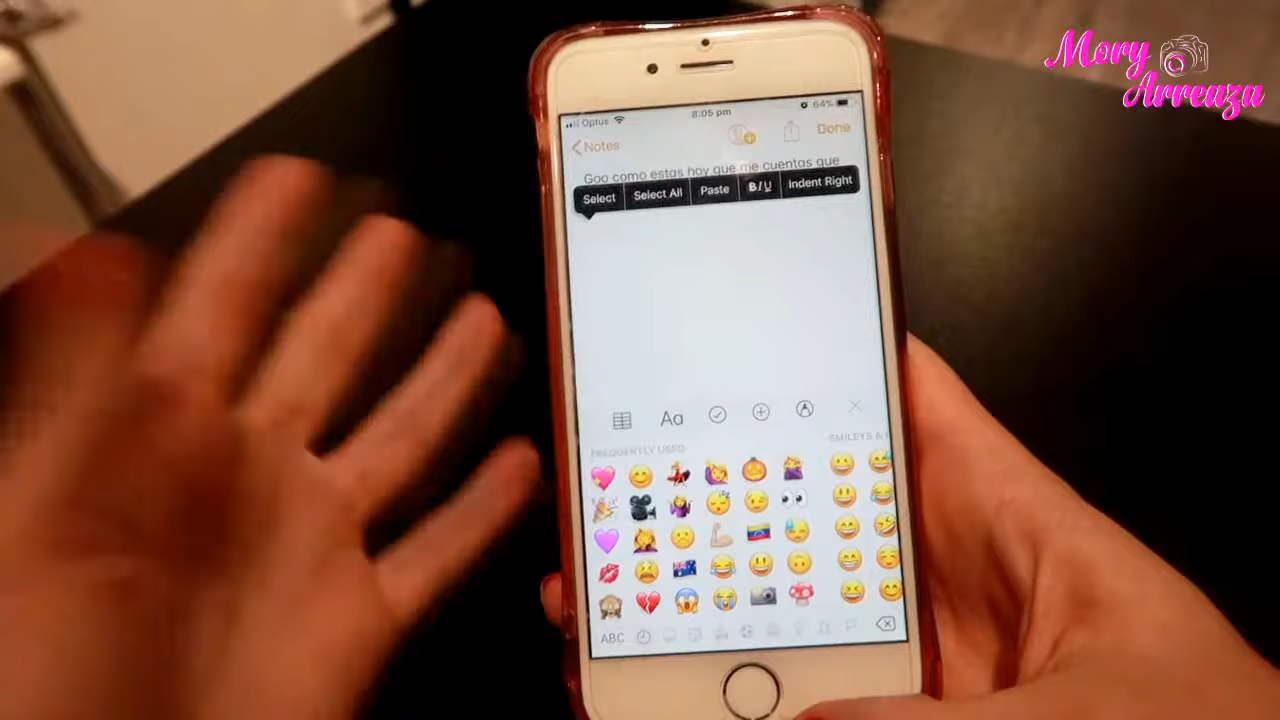 Mory
Arreaza
Optus 8:05 pm 64%
Notes Done
Goo como estas hoy que me cuentas que
Select Select All Paste B/U Indent Right
Aa
FREQUENTLY USED SMILEYS &
ABC